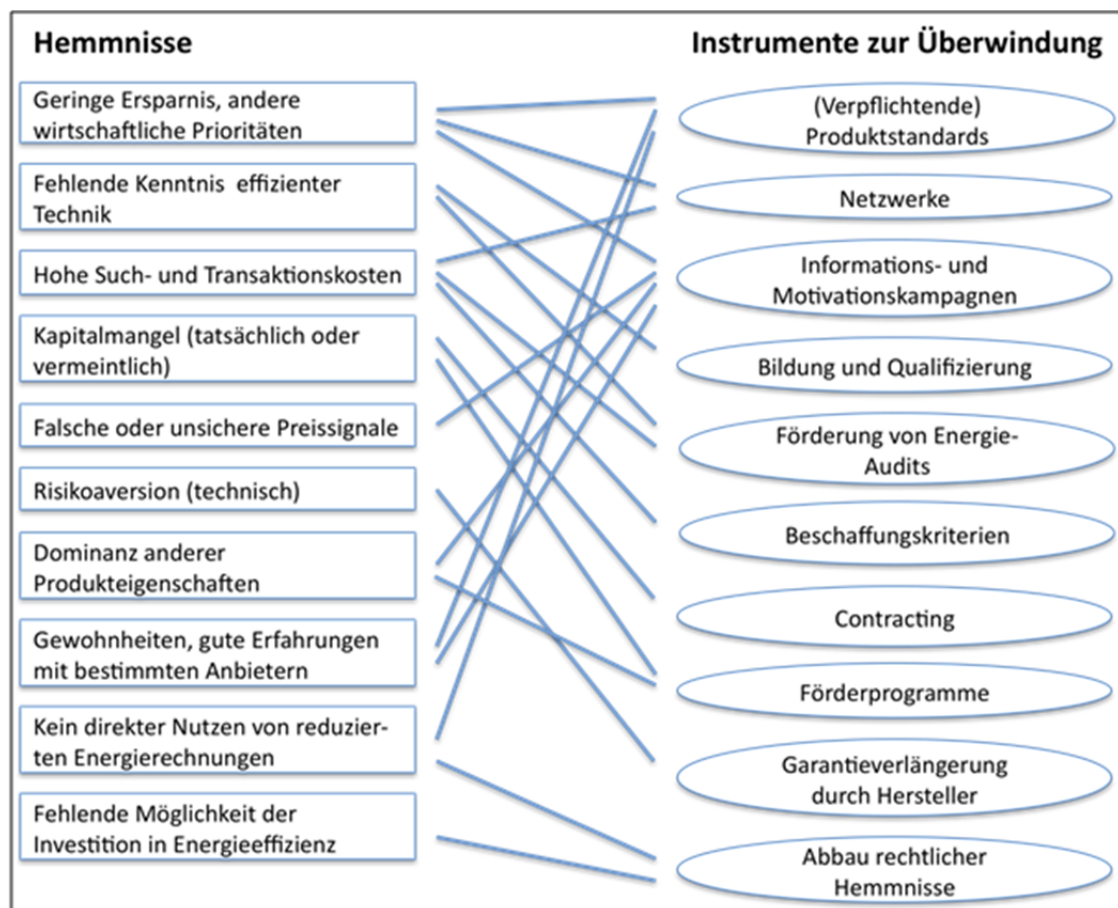 Hemmnisse
Geringe Ersparnis, andere
wirtschaftliche Prioritäten
Fehlende Kenntnis effizienter
Technik
Hohe Such- und Transaktionskosten
Kapitalmangel (tatsächlich oder
vermeintlich)
Falsche oder unsichere Preissignale
Risikoaversion (technisch)
Dominanz anderer
Produkteigenschaften
Gewohnheiten, gute Erfahrungen
mit bestimmten Anbietern
Kein direkter Nutzen von reduzier-
ten Energierechnungen
Fehlende Möglichkeit der
Investition in Energieeffizienz
Instrumente zur Überwindung
(Verpflichtende)
Produktstandards
Netzwerke
Informations- und
Motivationskampagnen
Bildung und Qualifizierung
Förderung von Energie-
Audits
Beschaffungskriterien
Contracting
Förderprogramme
Garantieverlängerung
durch Hersteller
Abbau rechtlicher
Hemmnisse